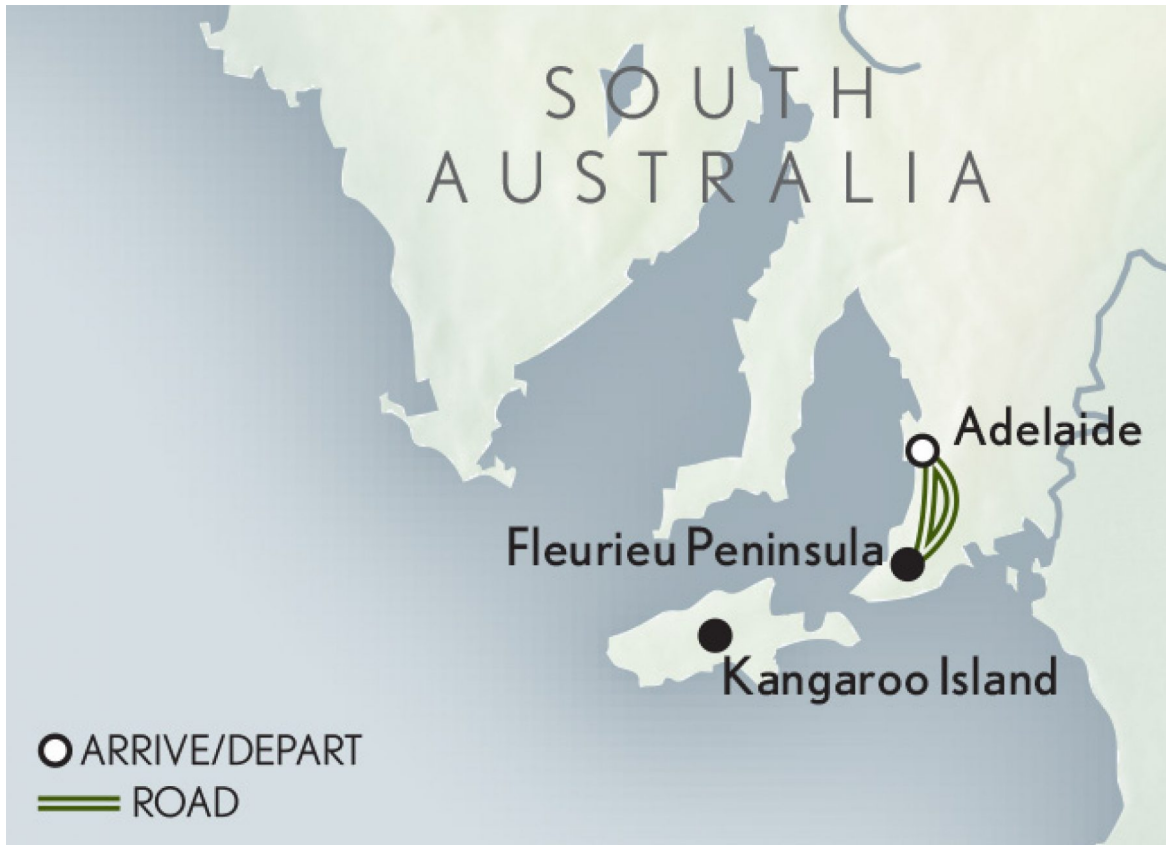 SOUTH
AUSTRALIA
Adelaide
Fleurieu Peninsula
Kangaroo Island
ARRIVE/DEPART
ROAD